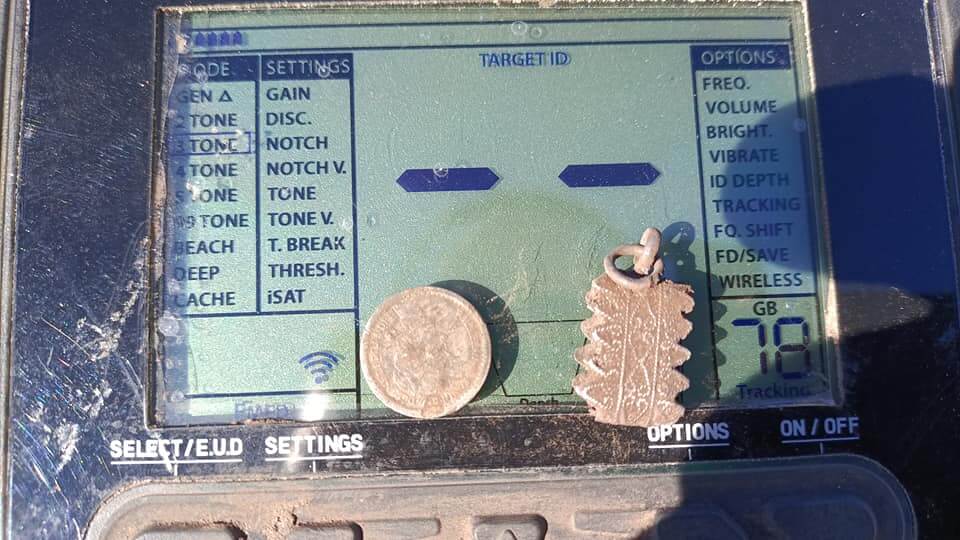 TARGET ID
MODE
GEN Δ
2 TONE
3 TONE
4 TONE
5 TONE
99 TONE
BEACH
DEEP
CACHE
SETTINGS
GAIN
DISC.
NOTCH
NOTCH V.
TONE
TONE V.
T. BREAK
THRESH.
iSAT
OPTIONS
FREQ.
VOLUME
BRIGHT.
VIBRATE
ID DEPTH
TRACKING
FQ. SHIFT
FD/SAVE
WIRELESS
GB
78
Tracking
Depth
SELECT/E.U.D
SETTINGS
OPTIONS
ON / OFF